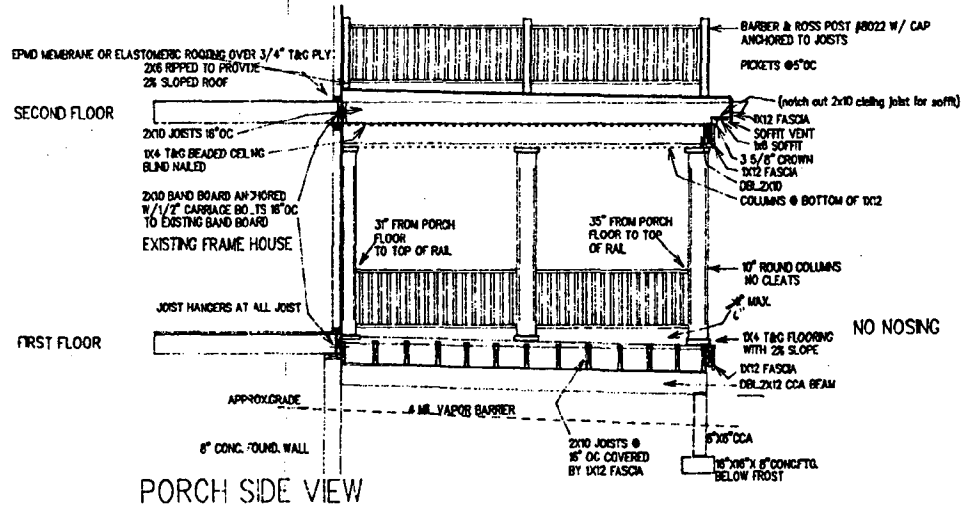 BARBER & ROSS POST #8022 W/ CAP
ANCHORED TO JOISTS
PICKETS @5"OC
EPMD MEMBRANE OR ELASTOMERIC ROOFING OVER 3/4" T&G PLY
2X6 RIPPED TO PROVIDE
2% SLOPED ROOF
SECOND FLOOR
2X10 JOISTS 16"OC
1X4 T&G BEADED CEILING
BLIND NAILED
(notch out 2x10 cieling joist for soffit)
1X12 FASCIA
SOFFIT VENT
1x8 SOFFIT
3 5/8" CROWN
1X12 FASCIA
DBL 2X10
COLUMNS @ BOTTOM OF 1X12
2X10 BAND BOARD ANCHORED
W/1/2" CARRIAGE BOLTS 16"OC
TO EXISTING BAND BOARD
EXISTING FRAME HOUSE
31" FROM PORCH
FLOOR
TO TOP OF RAIL
35" FROM PORCH
FLOOR TO TOP
OF RAIL
10" ROUND COLUMNS
NO CLEATS
MAX.
JOIST HANGERS AT ALL JOIST
NO NOSING
FIRST FLOOR
1X4 T&G FLOORING
WITH 2% SLOPE
1X12 FASCIA
DBL 2X12 CCA BEAM
APPROX.GRADE
MIL VAPOR BARRIER
8" CONC. FOUND. WALL
2X10 JOISTS @
16" OC COVERED
BY 1X12 FASCIA
6"X6"CCA
16"X16"X 8"CONC.FTG.
BELOW FROST
PORCH SIDE VIEW